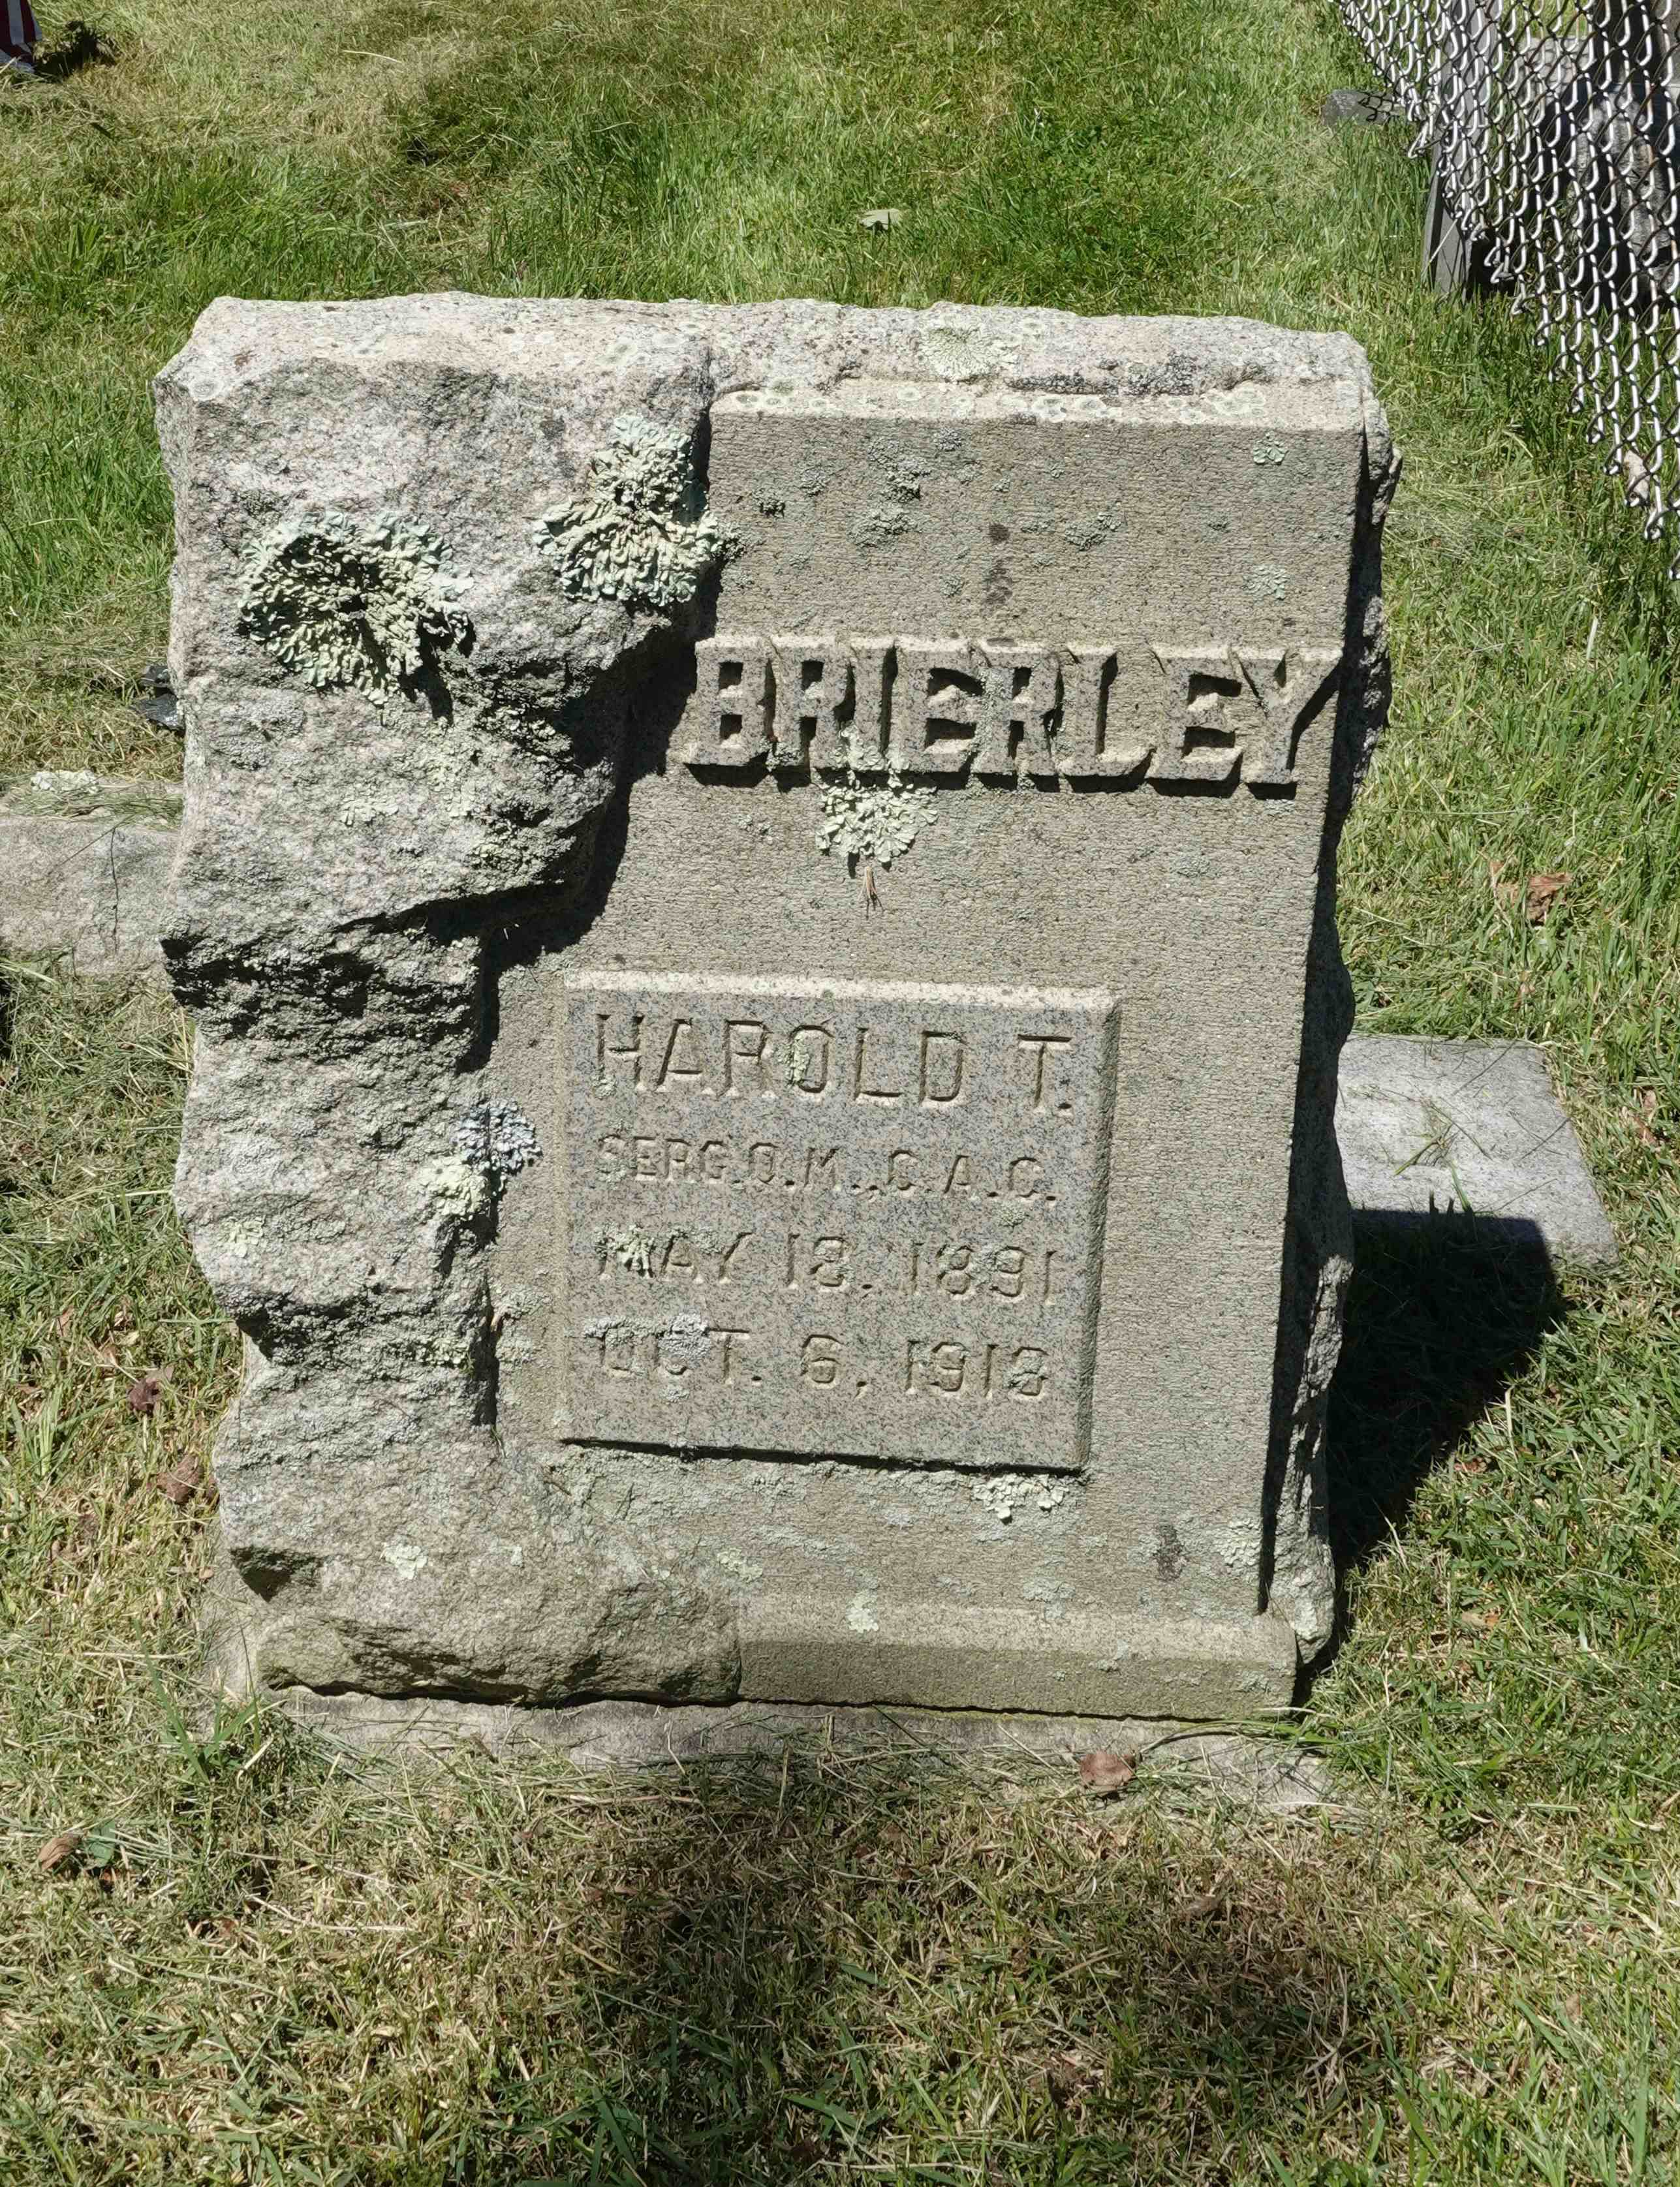 BRIERLEY
HAROLD T.
SERG.Q.M.,C.A.C.
MAY 18, 1891
OCT. 6, 1918